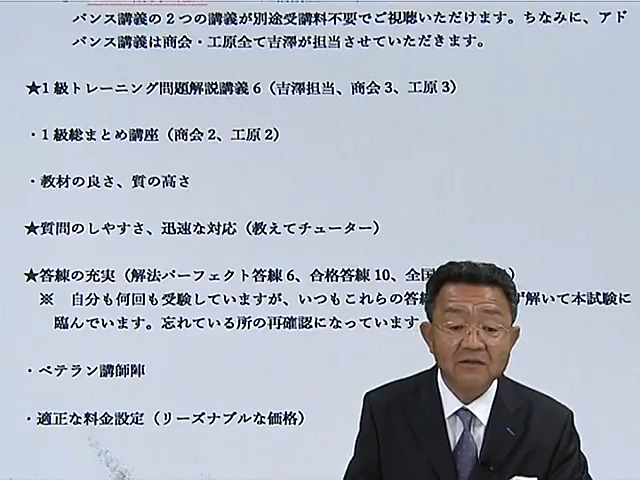 バンス講義の２つの講義が別途受講料不要でご視聴いただけます。ちなみに、アド
バンス講義は商会・工原全て吉澤が担当させていただきます。
★1 級トレーニング問題解説講義 6（吉澤担当、商会 3、工原 3）
・1 級総まとめ講座（商会 2、工原 2）
・教材の良さ、質の高さ
★質問のしやすさ、迅速な対応（教えてチューター）
★答練の充実（解法パーフェクト答練 6、合格答練 10、全国
※　自分も何回も受験していますが、いつもこれらの答 解いて本試験に
臨んでいます。忘れている所の再確認になっています
・ベテラン講師陣
・適正な料金設定（リーズナブルな価格）